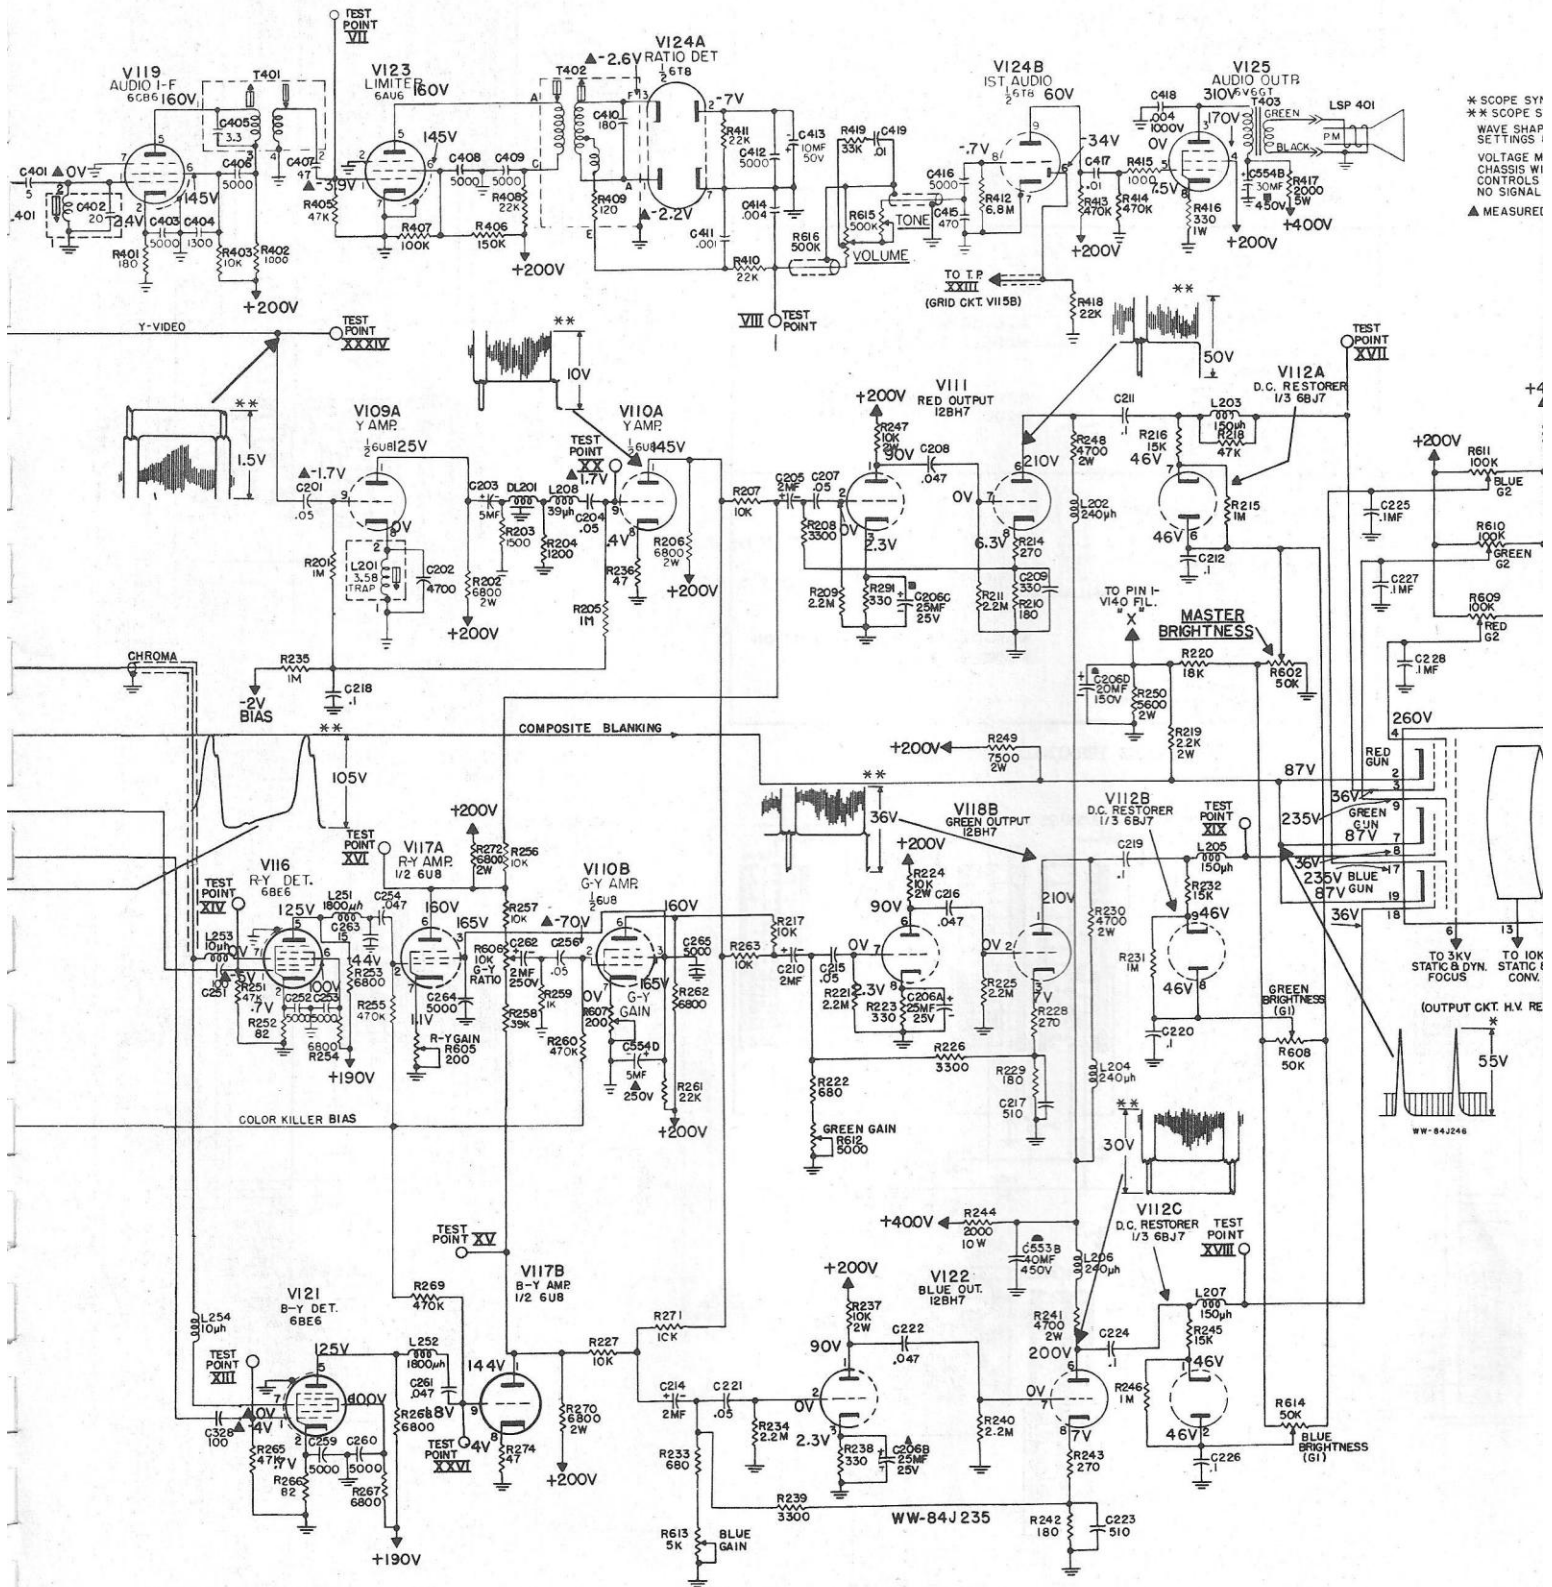 TEST
POINT
VII
V119
AUDIO I-F
6CB6
160V
T401
C405
3.3
C401
5
▲0V
C402
20
L401
2.4V
145V
C403
5000
C404
1300
C406
5000
C407
47
R401
180
R403
10K
R402
1000
+200V
V123
LIMITER
6AU6
160V
145V
▲-3.9V
R405
47K
C408
5000
C409
5000
R408
22K
R407
100K
R406
150K
+200V
T402
▲-2.6V
V124A
RATIO DET
½ 6T8
C410
180
-7V
R409
120
▲-2.2V
R411
22K
C412
5000
C413
10MF
50V
C414
.004
C411
.001
R410
22K
VIII TEST
POINT
R419
33K
C419
.01
R616
500K
R615
500K
TONE
VOLUME
V124B
1ST AUDIO
½ 6T8
60V
-.7V
C416
5000
C415
470
R412
6.8M
-.34V
C417
.01
R413
470K
+200V
R415
1000
R414
470K
TO T.P.
XXIII
(GRID CKT. V115B)
R418
22K
V125
AUDIO OUTP.
6V6GT
310V
C418
.004
1000V
0V
170V
7.5V
R416
330
1W
+200V
T403
GREEN
BLACK
P.M.
LSP 401
C554B
30MF
450V
R417
2000
5W
+400V
* SCOPE SYN
** SCOPE S
WAVE SHAP
SETTINGS
VOLTAGE M
CHASSIS WI
CONTROLS
NO SIGNAL
▲ MEASURED
Y-VIDEO
TEST
POINT
XXXIV
**
1.5V
**
10V
**
50V
V109A
Y AMP.
½ 6U8
125V
▲-1.7V
C201
.05
0V
R201
1M
L201
3.58
TRAP
C202
4700
R202
6800
2W
+200V
C203
5MF
DL201
R203
1500
L208
39µh
R204
1200
C204
.05
TEST
POINT
XX
▲1.7V
V110A
Y AMP.
½ 6U8
145V
.4V
R236
47
R205
1M
R206
6800
2W
+200V
R207
10K
C205
2MF
C207
.05
R208
3300
0V
R209
2.2M
+200V
R247
10K
2W
90V
C208
.047
V111
RED OUTPUT
12BH7
2.3V
R291
330
C206C
25MF
25V
210V
0V
6.3V
R214
270
R211
2.2M
R210
180
C209
330
R248
4700
2W
L202
240µh
C211
.1
R216
15K
46V
L203
150µh
R218
47K
V112A
D.C. RESTORER
1/3 6BJ7
R215
1M
46V
C212
.1
TEST
POINT
XVII
+200V
R611
100K
BLUE
G2
C225
.1MF
R610
100K
GREEN
G2
C227
.1MF
R609
100K
RED
G2
C228
.1MF
TO PIN 1-
V140 FIL.
"X"
MASTER
BRIGHTNESS
R220
18K
R602
50K
C206D
20MF
150V
R250
5600
2W
R219
2.2K
2W
CHROMA
R235
1M
-2V
BIAS
C218
.1
COMPOSITE BLANKING
+200V
R249
7500
2W
**
105V
260V
RED
GUN
87V
36V
235V
GREEN
GUN
87V
36V
235V
BLUE
GUN
87V
36V
TO 3KV
STATIC & DYN.
FOCUS
TO 10K
STATIC &
CONV.
(OUTPUT CKT. H.V. RE
*
55V
WW-84J246
V116
R-Y DET.
6BE6
TEST
POINT
XIV
L253
10µh
125V
L251
1800µh
C254
.047
C263
15
.44V
R253
6800
C251
100
R251
47K
.7V
R252
82
C252
5000
C253
5000
100V
6800
R254
+190V
TEST
POINT
XVI
V117A
R-Y AMP.
1/2 6U8
160V
165V
R255
470K
1.1V
R-Y GAIN
R605
200
C264
5000
+200V
R272
6800
2W
R256
10K
R257
10K
R606
10K
G-Y
RATIO
R258
39K
C262
2MF
250V
R259
1K
C256
.05
▲-.70V
R260
470K
V110B
G-Y AMP.
½ 6U8
160V
165V
0V
R607
200
G-Y
GAIN
C554D
5MF
250V
C265
5000
R262
6800
R261
22K
+200V
R263
10K
R217
10K
C210
2MF
C215
.05
0V
R221
2.2M
**
36V
V118B
GREEN OUTPUT
12BH7
+200V
R224
10K
2W
90V
C216
.047
2.3V
R223
330
C206A
25MF
25V
0V
R225
2.2M
210V
7V
R228
270
R226
3300
R229
180
C217
510
R222
680
GREEN GAIN
R612
5000
R230
4700
2W
L204
240µh
V112B
D.C. RESTORER
1/3 6BJ7
C219
.1
L205
150µh
TEST
POINT
XIX
R232
15K
46V
R231
1M
46V
C220
.1
GREEN
BRIGHTNESS
(G1)
R608
50K
COLOR KILLER BIAS
**
30V
+400V
R244
2000
10W
C553B
40MF
450V
L206
240µh
V112C
D.C. RESTORER
1/3 6BJ7
TEST
POINT
XVIII
L207
150µh
R245
15K
46V
R246
1M
46V
C226
.1
R614
50K
BLUE
BRIGHTNESS
(G1)
TEST
POINT
XV
V117B
B-Y AMP.
1/2 6U8
144V
R269
470K
V121
B-Y DET.
6BE6
L254
10µh
TEST
POINT
XIII
125V
L252
1800µh
C261
.047
.8V
R268
6800
100V
C328
100
R265
47K
.7V
R266
82
C259
5000
C260
5000
R267
6800
+190V
TEST
POINT
XXVI
.4V
R274
47
R270
6800
2W
+200V
R227
10K
R271
10K
C214
2MF
C221
.05
R234
2.2M
0V
+200V
R237
10K
2W
90V
C222
.047
V122
BLUE OUT.
12BH7
2.3V
R238
330
C206B
25MF
25V
R240
2.2M
0V
R241
4700
2W
200V
C224
.1
7V
R243
270
R233
680
R239
3300
R613
5K
BLUE
GAIN
WW-84J235
R242
180
C223
510